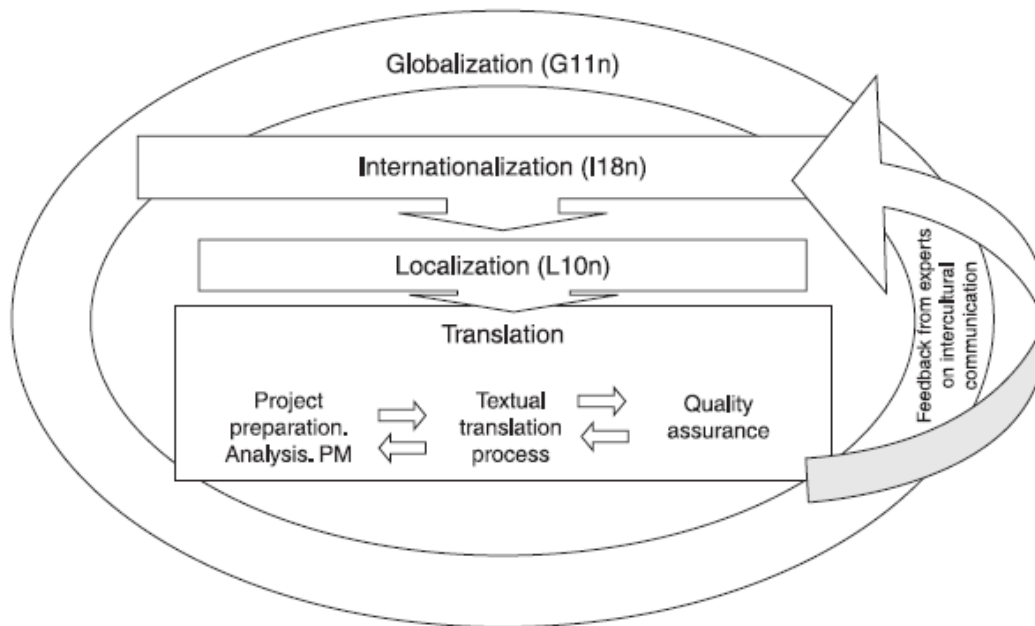 Globalization (G11n)
Internationalization (I18n)
Localization (L10n)
Translation
Project
preparation.
Analysis. PM
Textual
translation
process
Quality
assurance
Feedback from experts
on intercultural
communication